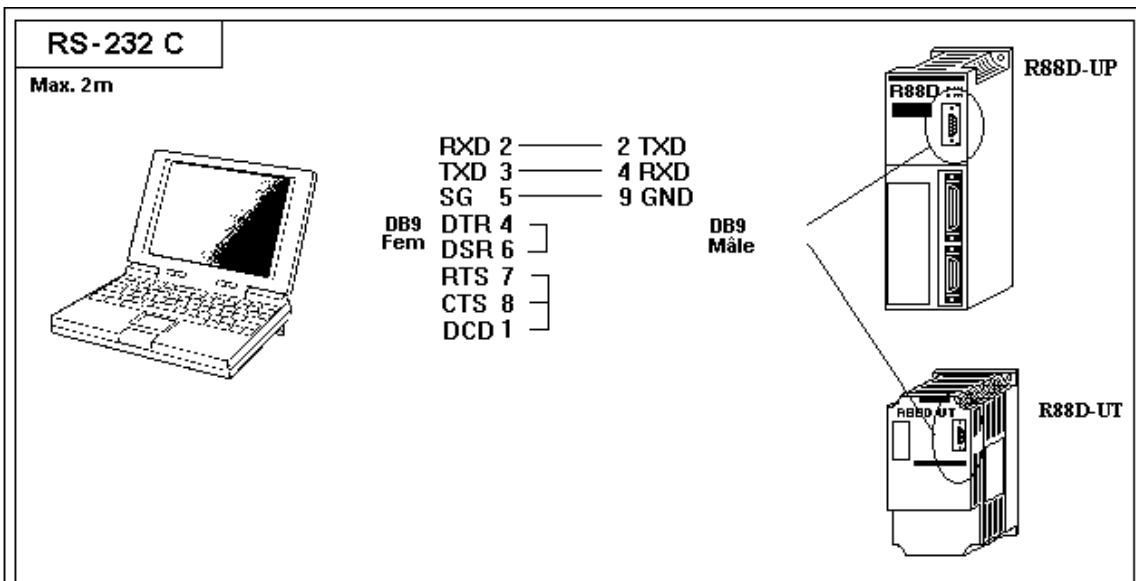 RS-232 C
Max. 2m
R88D-UP
R88D
RXD 2 2 TXD
TXD 3 4 RXD
SG 5 9 GND
DB9
Fem
DTR 4
DSR 6
RTS 7
CTS 8
DCD 1
DB9
Mâle
R88D-UT
R88D-UT